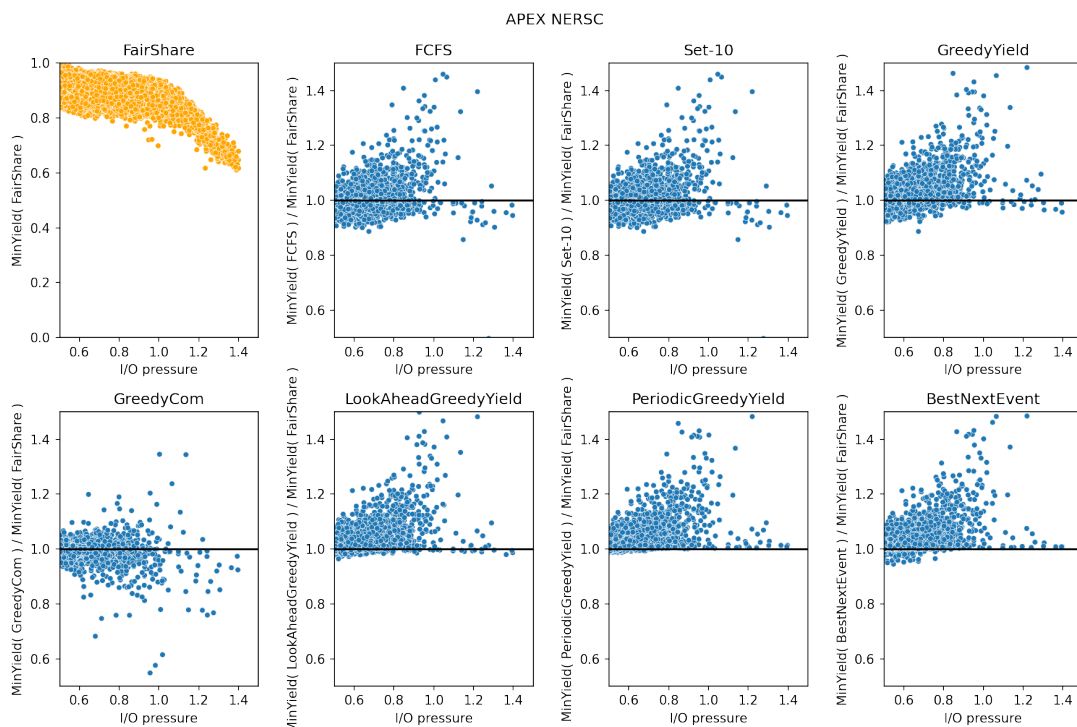 APEX NERSC
FairShare
MinYield( FairShare )
1.0
0.8
0.6
0.4
0.2
0.0
0.6 0.8 1.0 1.2 1.4
I/O pressure
FCFS
MinYield( FCFS ) / MinYield( FairShare )
1.4
1.2
1.0
0.8
0.6
0.6 0.8 1.0 1.2 1.4
I/O pressure
Set-10
MinYield( Set-10 ) / MinYield( FairShare )
1.4
1.2
1.0
0.8
0.6
0.6 0.8 1.0 1.2 1.4
I/O pressure
GreedyYield
MinYield( GreedyYield ) / MinYield( FairShare )
1.4
1.2
1.0
0.8
0.6
0.6 0.8 1.0 1.2 1.4
I/O pressure
GreedyCom
MinYield( GreedyCom ) / MinYield( FairShare )
1.4
1.2
1.0
0.8
0.6
0.6 0.8 1.0 1.2 1.4
I/O pressure
LookAheadGreedyYield
MinYield( LookAheadGreedyYield ) / MinYield( FairShare )
1.4
1.2
1.0
0.8
0.6
0.6 0.8 1.0 1.2 1.4
I/O pressure
PeriodicGreedyYield
MinYield( PeriodicGreedyYield ) / MinYield( FairShare )
1.4
1.2
1.0
0.8
0.6
0.6 0.8 1.0 1.2 1.4
I/O pressure
BestNextEvent
MinYield( BestNextEvent ) / MinYield( FairShare )
1.4
1.2
1.0
0.8
0.6
0.6 0.8 1.0 1.2 1.4
I/O pressure